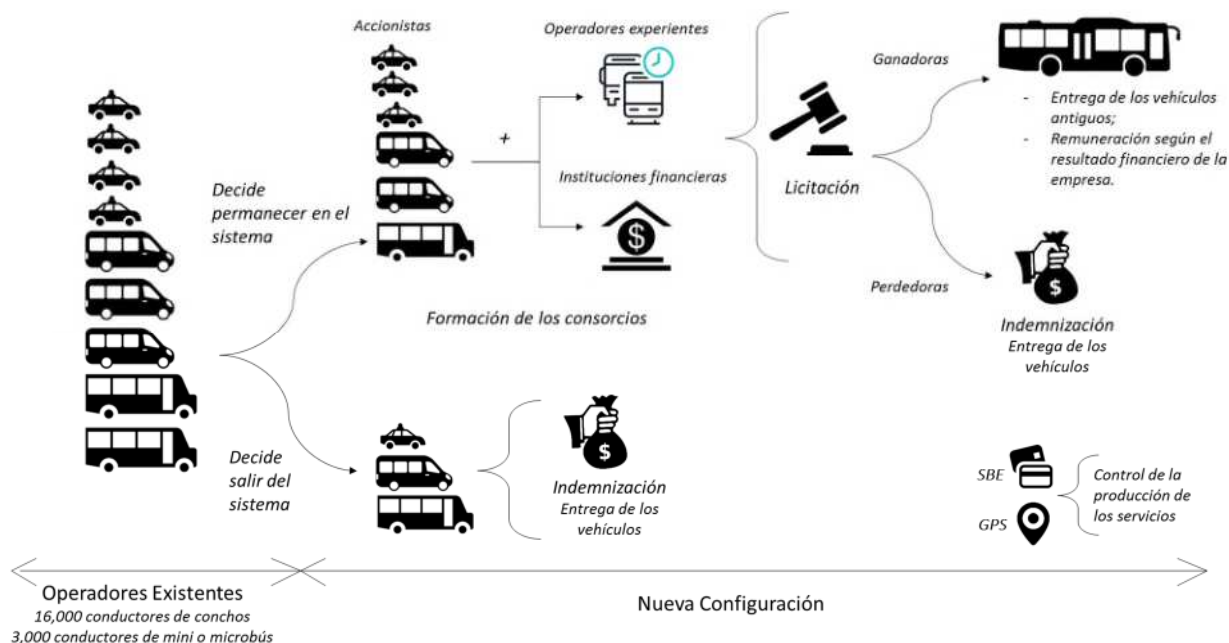 Accionistas
Operadores experientes
Ganadoras
- Entrega de los vehículos
antiguos;
- Remuneración según el
resultado financiero de la
empresa.
+
Instituciones financieras
Licitación
$
Decide
permanecer en el
sistema
Perdedoras
$
Indemnización
Entrega de los
vehículos
Formación de los consorcios
Decide
salir del
sistema
$
Indemnización
Entrega de los
vehículos
SBE
GPS
Control de la
producción de
los servicios
Operadores Existentes
16,000 conductores de conchos
3,000 conductores de mini o microbús
Nueva Configuración